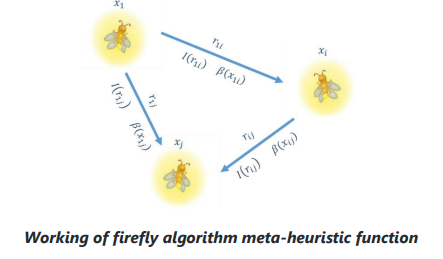 x₁
r₁ᵢ
I(r₁ᵢ) β(x₁ᵢ)
xᵢ
r₁ⱼ
I(r₁ⱼ) β(x₁ⱼ)
xⱼ
rᵢⱼ
I(rᵢⱼ) β(xᵢⱼ)
Working of firefly algorithm meta-heuristic function